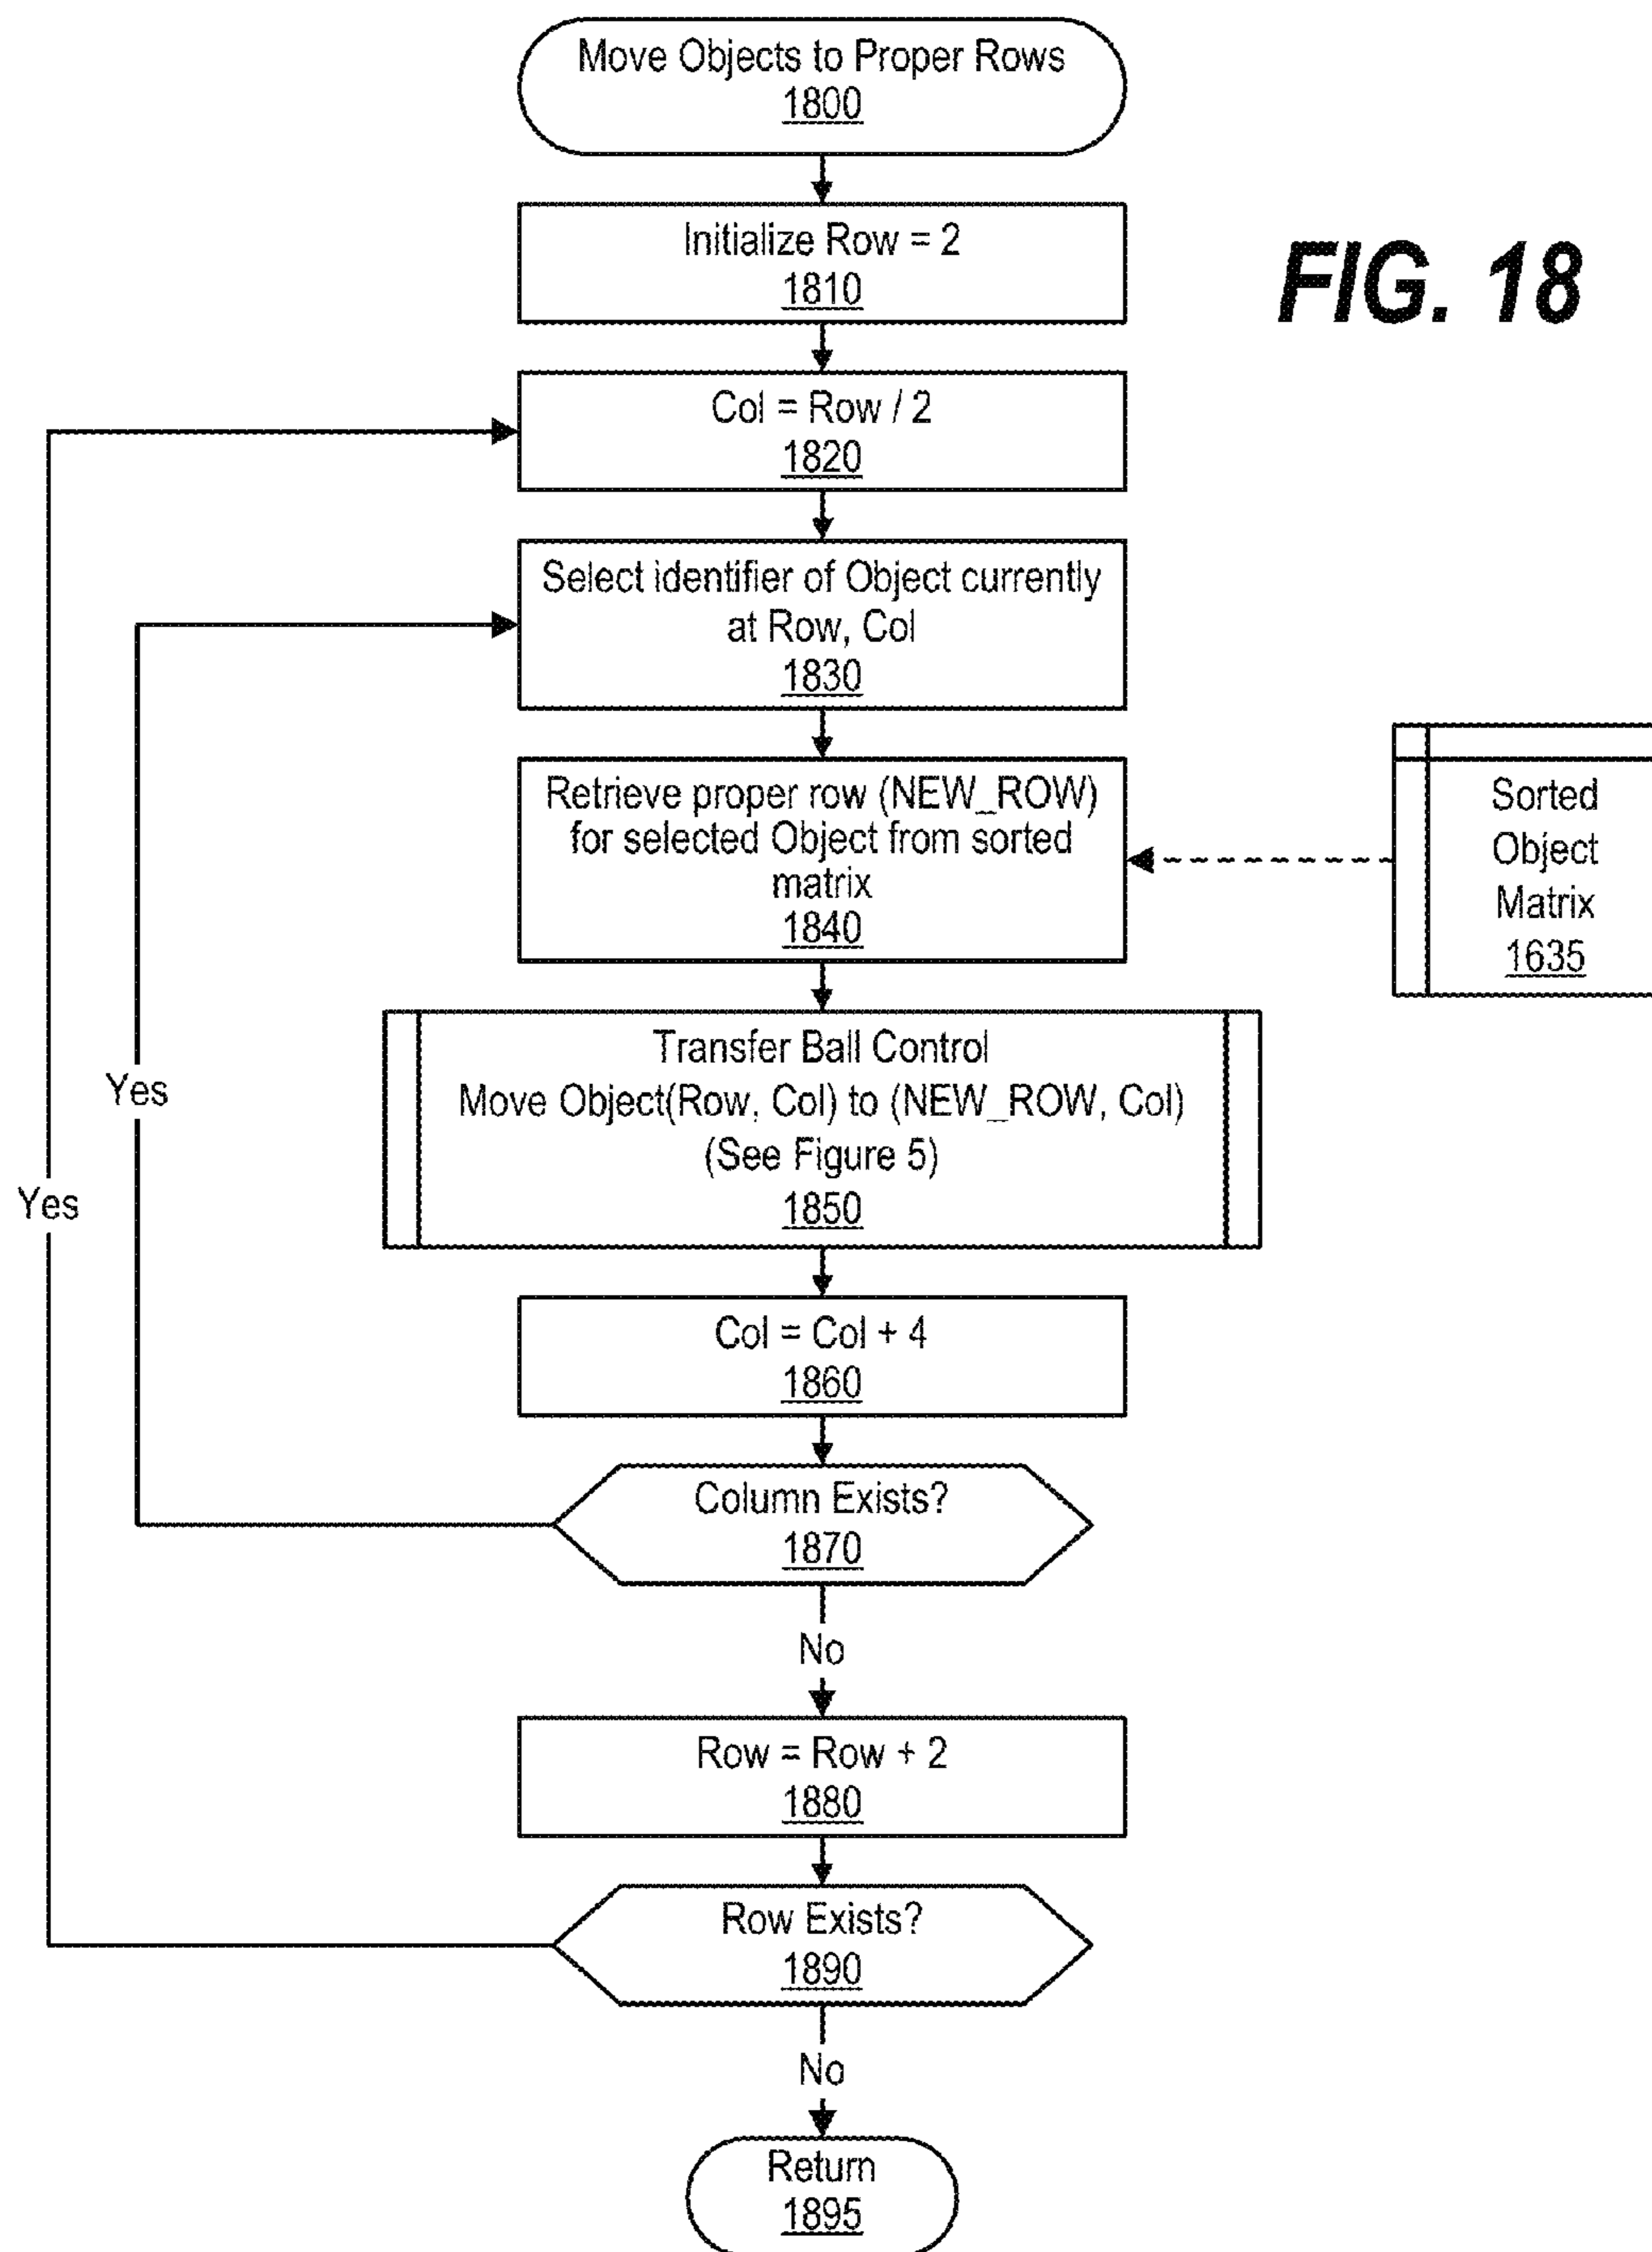 Move Objects to Proper Rows
1800
Initialize Row = 2
1810
FIG. 18
Col = Row / 2
1820
Select identifier of Object currently
at Row, Col
1830
Retrieve proper row (NEW_ROW)
for selected Object from sorted
matrix
1840
Sorted
Object
Matrix
1635
Transfer Ball Control
Move Object(Row, Col) to (NEW_ROW, Col)
(See Figure 5)
1850
Yes
Yes
Col = Col + 4
1860
Column Exists?
1870
No
Row = Row + 2
1880
Row Exists?
1890
No
Return
1895